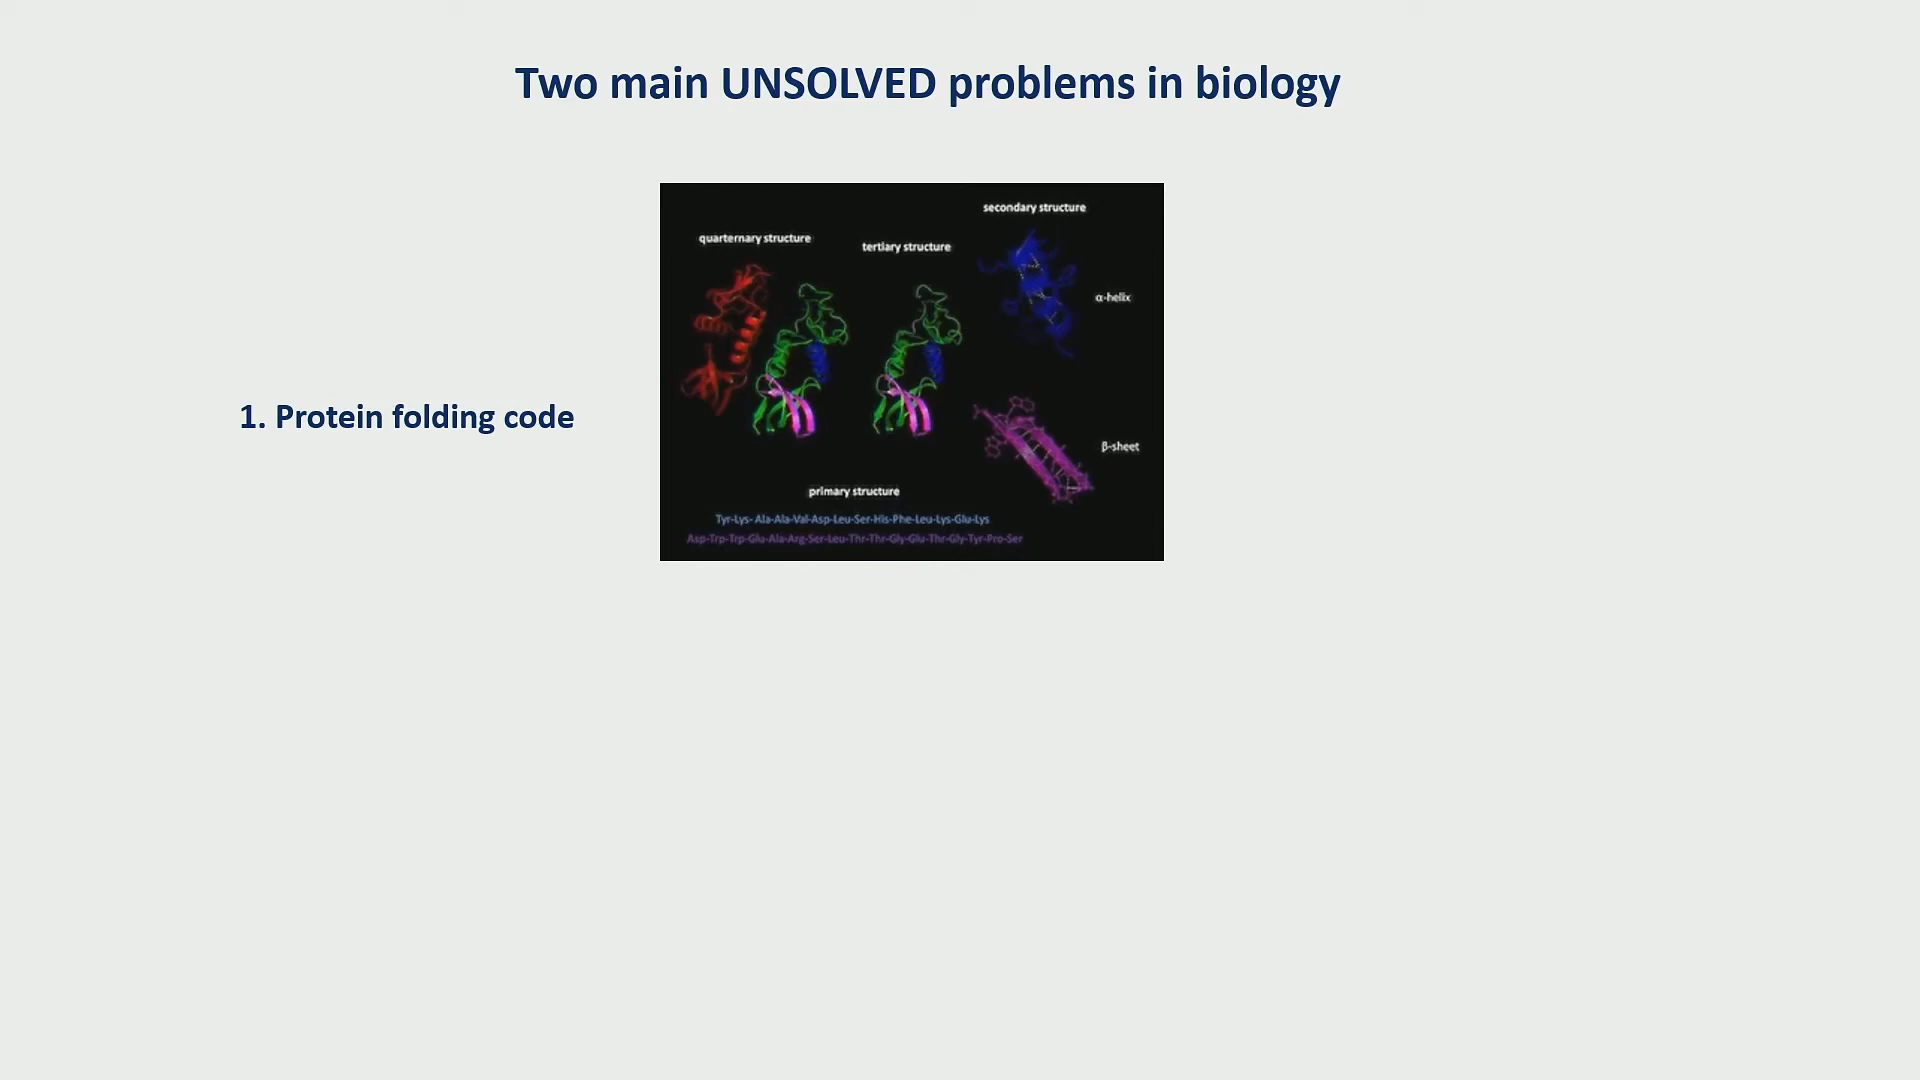 Two main UNSOLVED problems in biology
secondary structure
quarternary structure
tertiary structure
α-helix
1. Protein folding code
β-sheet
primary structure
Tyr-Lys- Ala-Ala-Val-Asp-Leu-Ser-His-Phe-Leu-Lys-Glu-Lys
Asp-Trp-Trp-Glu-Ala-Arg-Ser-Leu-Thr-Thr-Gly-Glu-Thr-Gly-Tyr-Pro-Ser